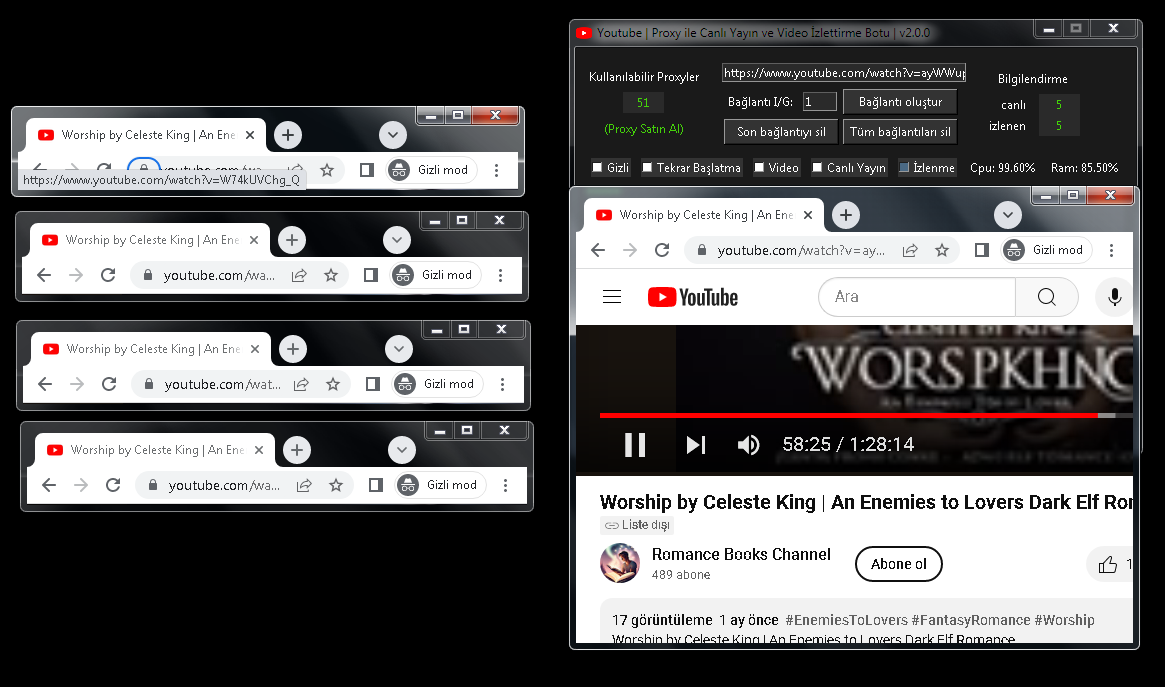 Worship by Celeste King | An Ene
Gizli mod
https://www.youtube.com/watch?v=W74kUVChg_Q
Worship by Celeste King | An Ene
youtube.com/wa...
Gizli mod
Worship by Celeste King | An Ene
youtube.com/wat...
Gizli mod
Worship by Celeste King | An Ene
youtube.com/wa...
Gizli mod
Youtube | Proxy ile Canlı Yayın ve Video İzlettirme Botu | v2.0.0
Kullanılabilir Proxyler
51
(Proxy Satın Al)
https://www.youtube.com/watch?v=ayWWup
Bağlantı I/G: 1 Bağlantı oluştur
Son bağlantıyı sil Tüm bağlantıları sil
Bilgilendirme
canlı 5
izlenen 5
Gizli Tekrar Başlatma Video Canlı Yayın İzlenme Cpu: 99.60% Ram: 85.50%
Worship by Celeste King | An Ene
youtube.com/watch?v=ay...
Gizli mod
YouTube
Ara
WORSPKHNG
58:25 / 1:28:14
Worship by Celeste King | An Enemies to Lovers Dark Elf Ror
Liste dışı
Romance Books Channel
489 abone
Abone ol
1
17 görüntüleme 1 ay önce #EnemiesToLovers #FantasyRomance #Worship
Worship by Celeste King | An Enemies to Lovers Dark Elf Romance